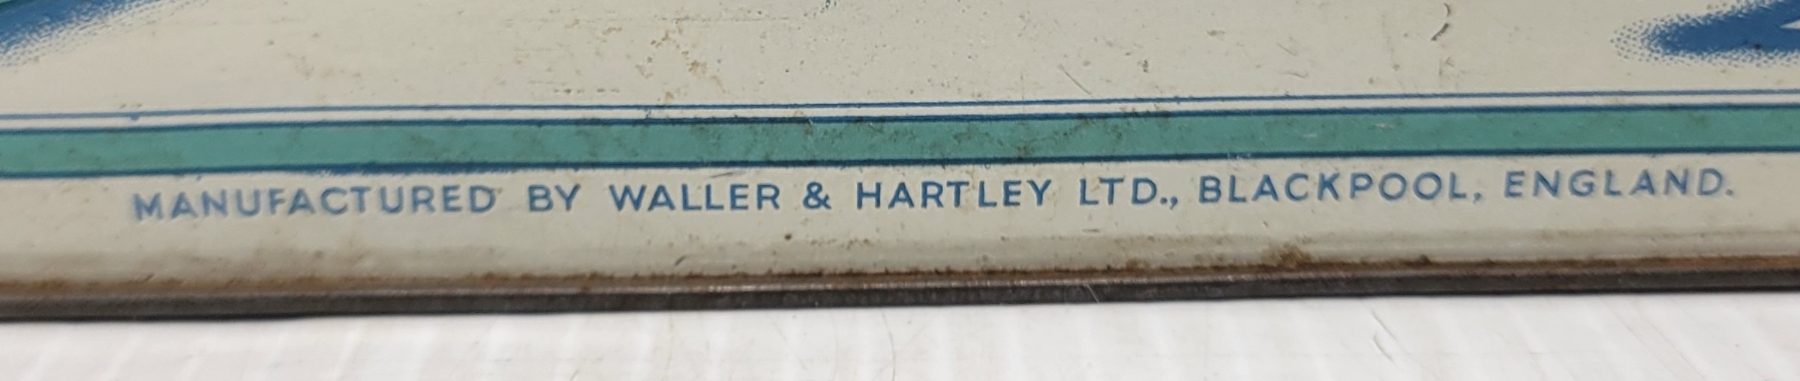 MANUFACTURED BY WALLER & HARTLEY LTD., BLACKPOOL, ENGLAND.